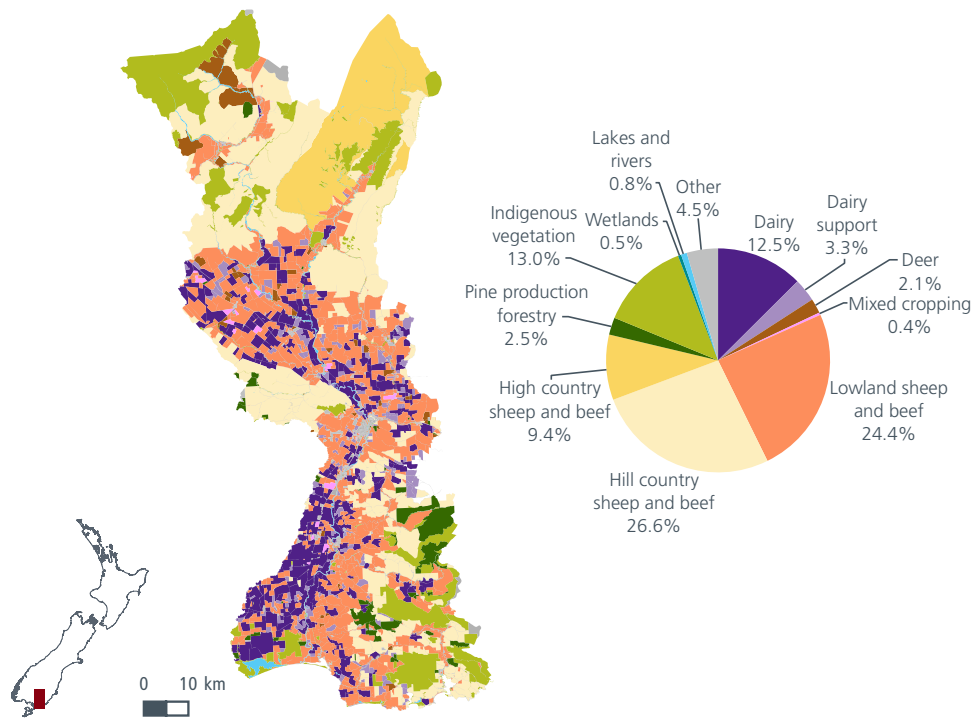 Lakes and
rivers
0.8%
Other
4.5%
Wetlands
0.5%
Indigenous
vegetation
13.0%
Dairy
12.5%
Dairy
support
3.3%
Deer
2.1%
Mixed cropping
0.4%
Pine production
forestry
2.5%
High country
sheep and beef
9.4%
Lowland sheep
and beef
24.4%
Hill country
sheep and beef
26.6%
0 10 km